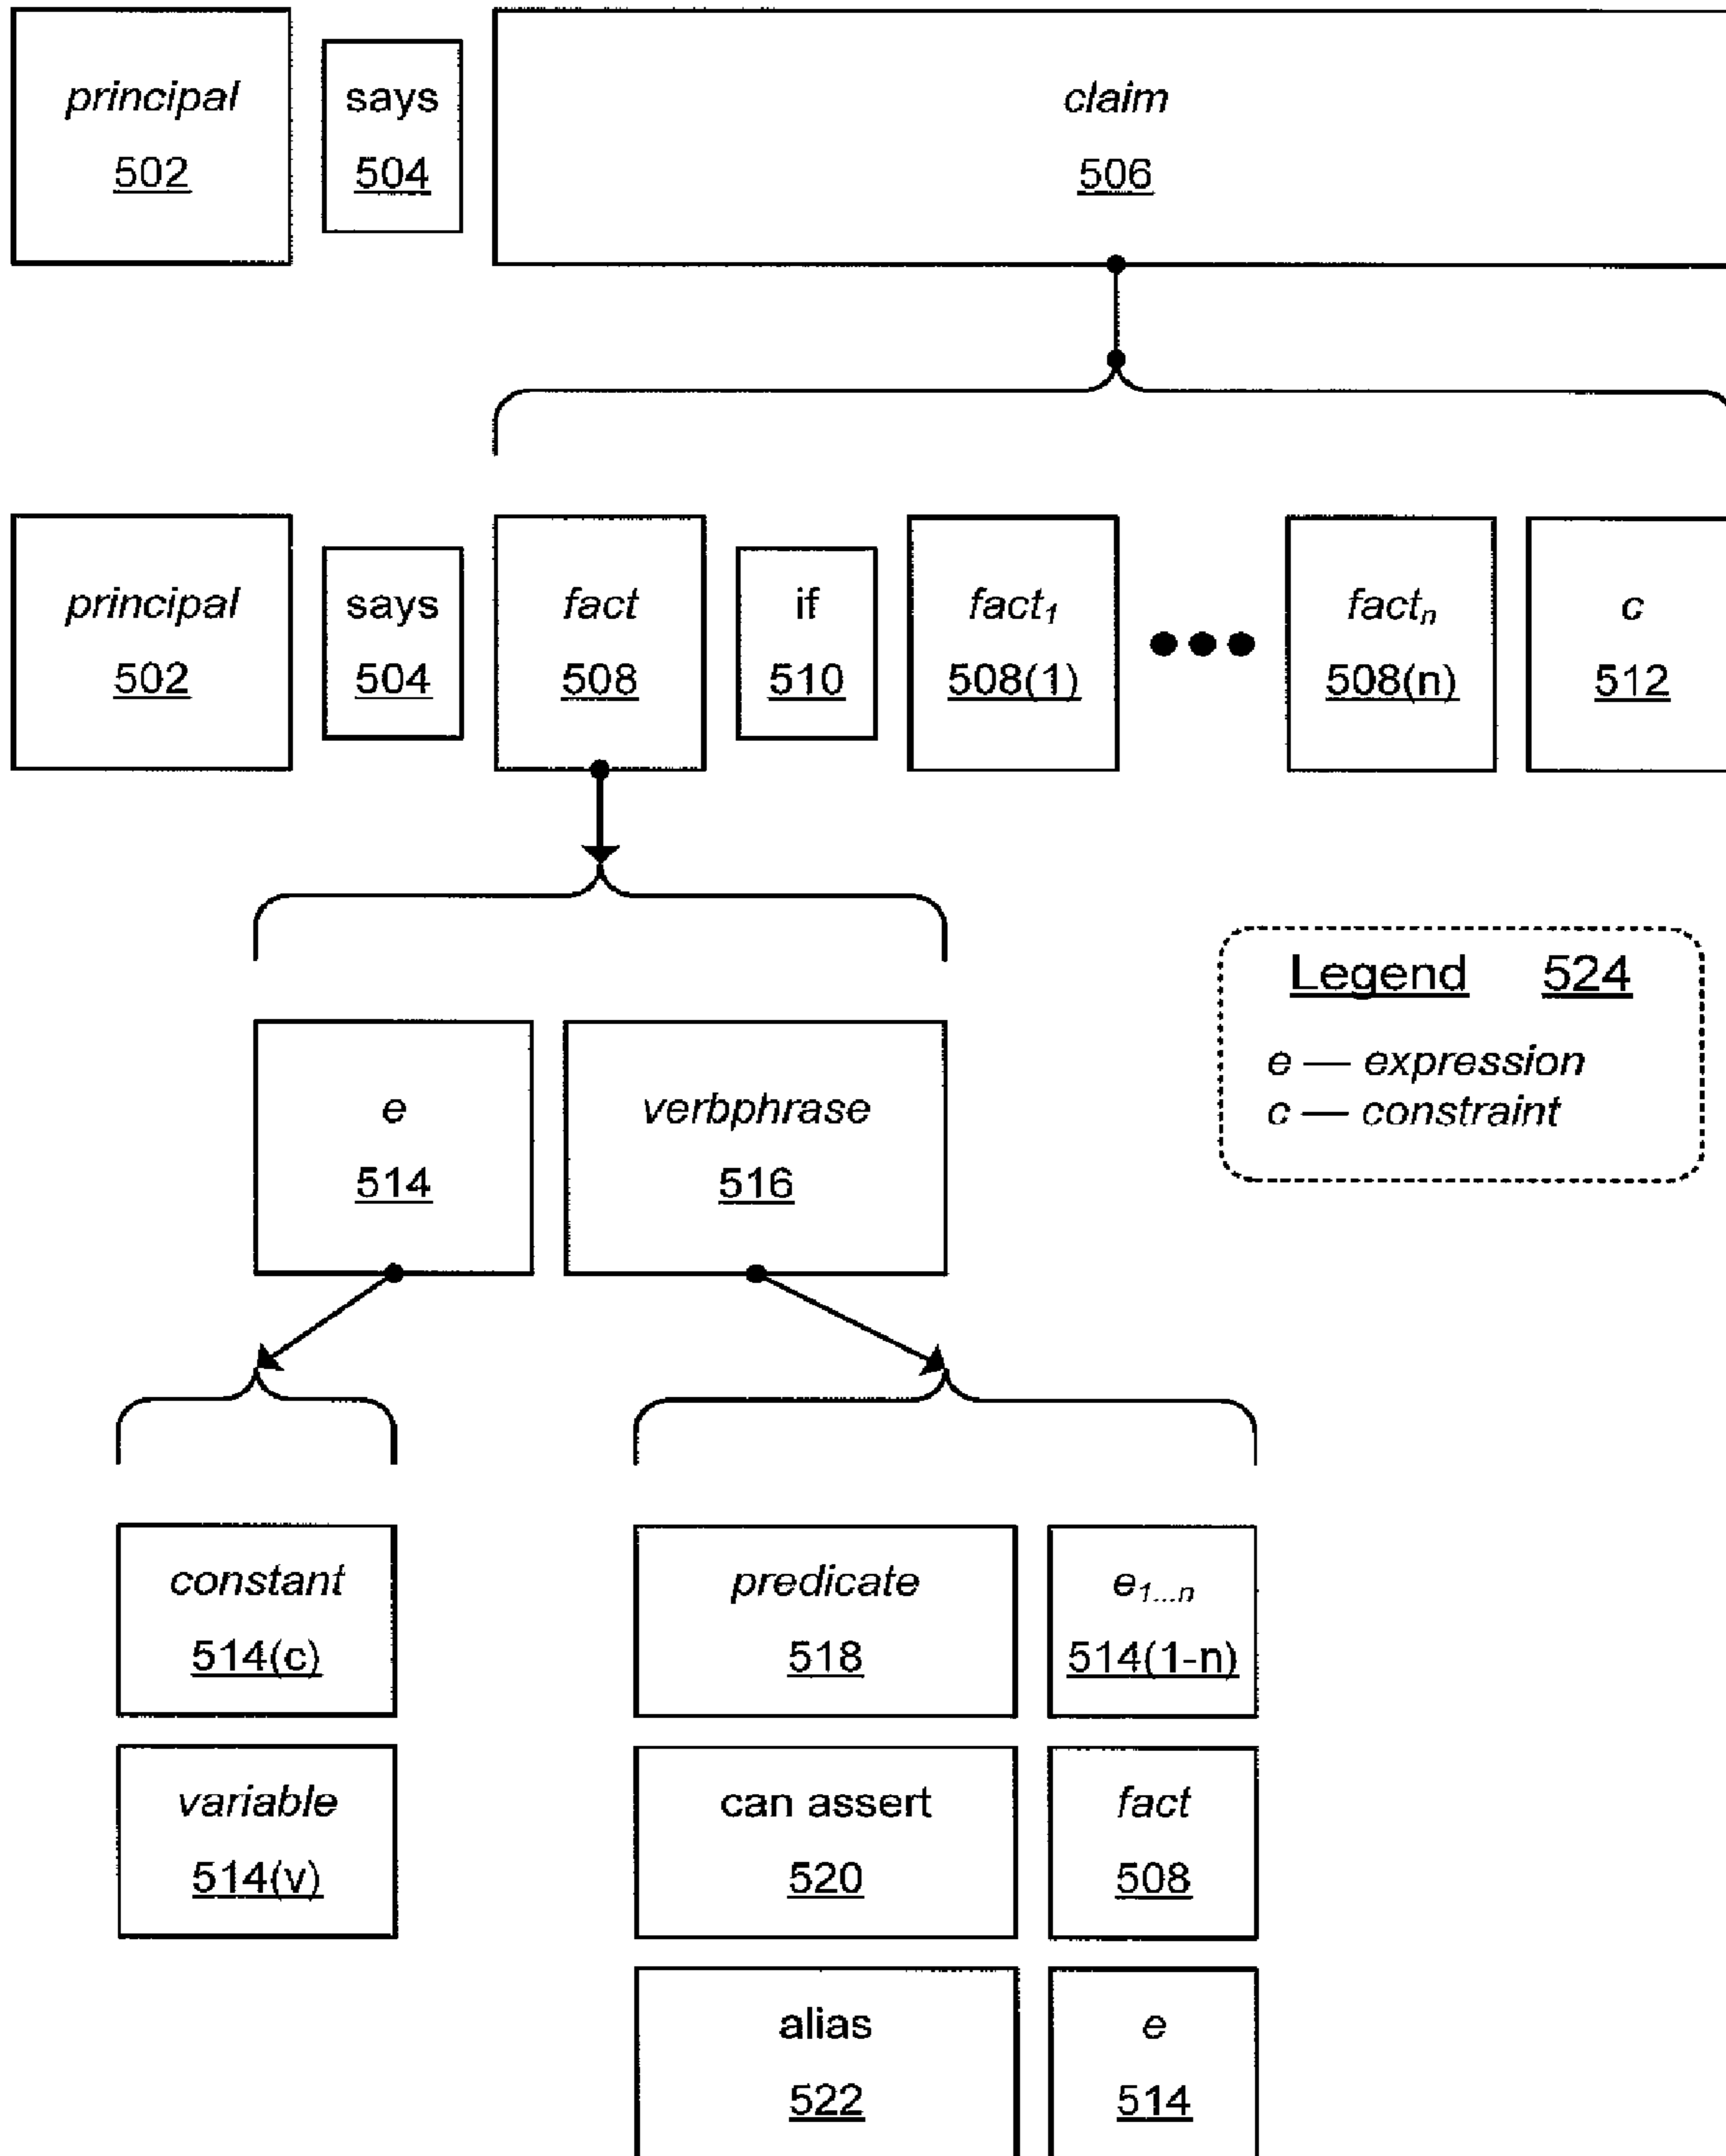 principal says claim
502 504 506
principal says fact if fact₁ ●●● factₙ c
502 504 508 510 508(1) 508(n) 512
Legend 524
e — expression
c — constraint
e verbphrase
514 516
constant predicate e₁...ₙ
514(c) 518 514(1-n)
variable can assert fact
514(v) 520 508
alias e
522 514